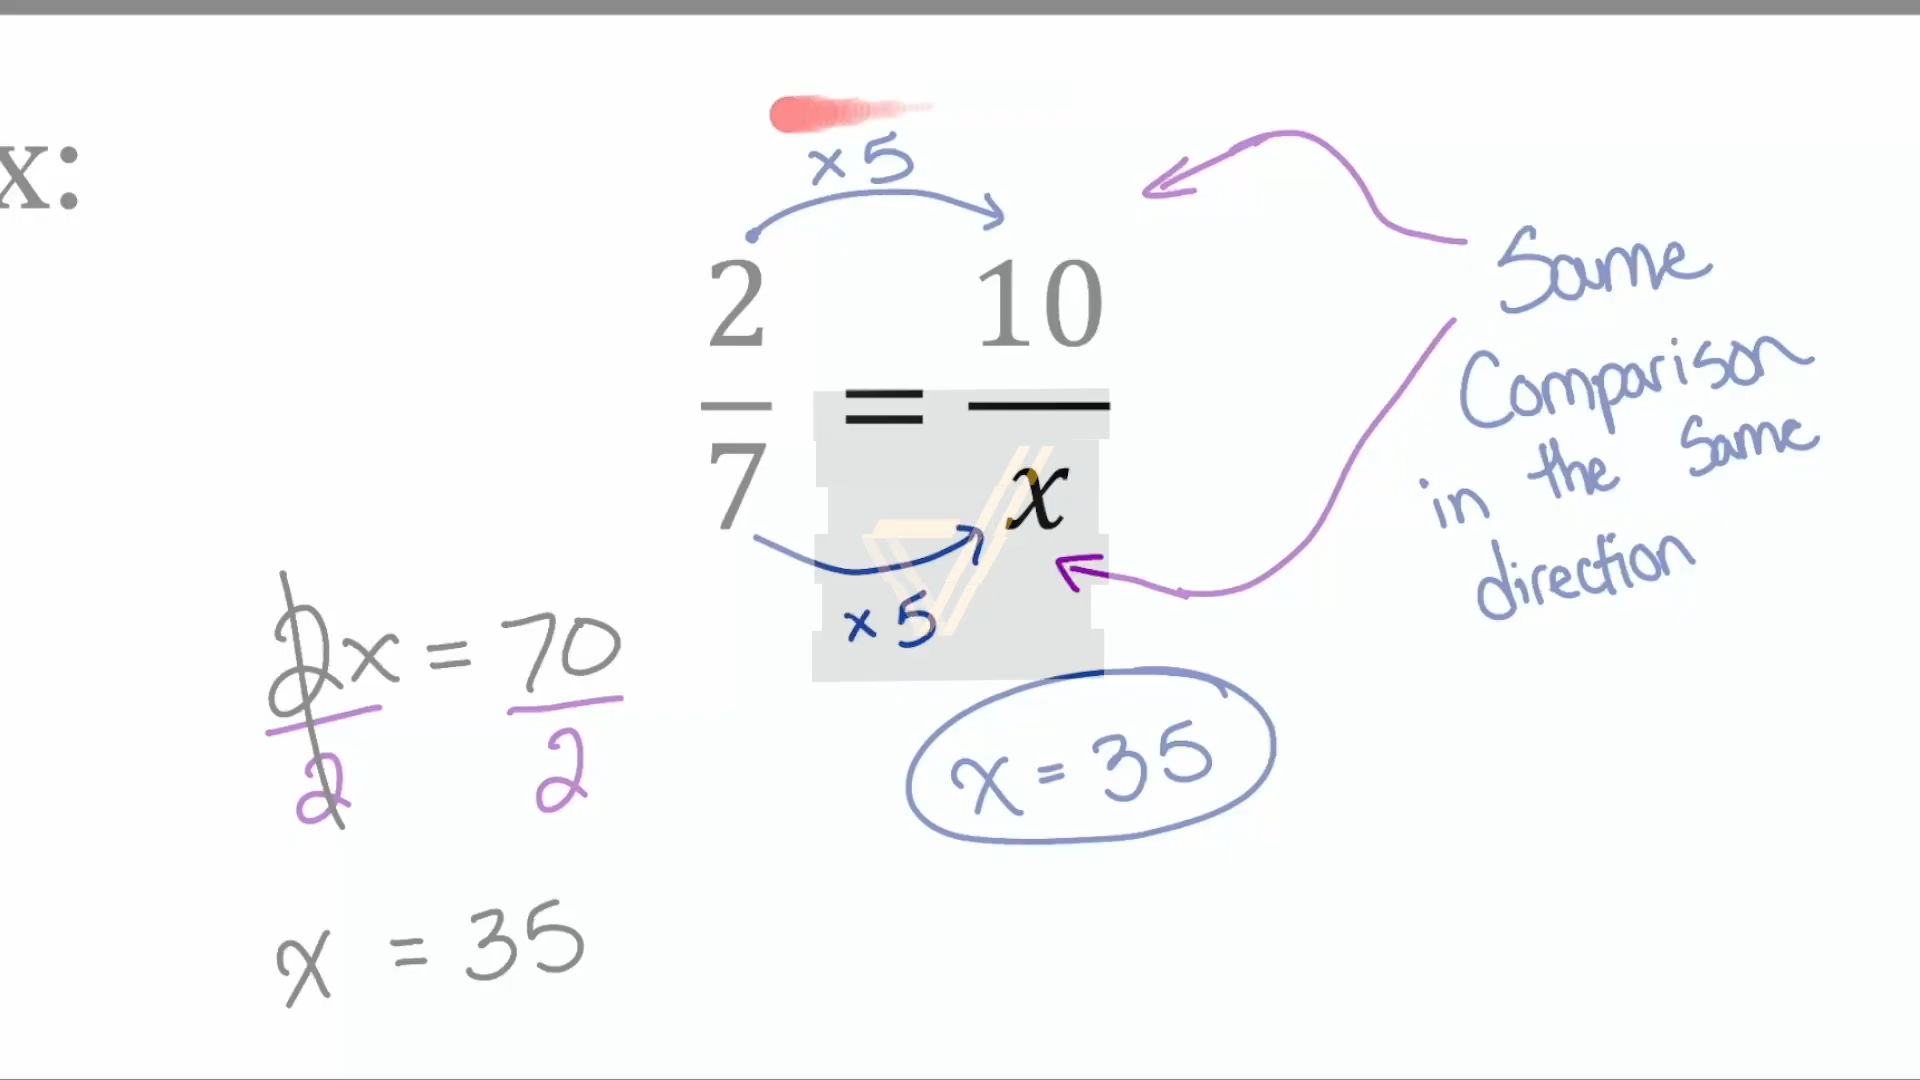 x:
×5
2/7 = 10/x
×5
Same
Comparison
in the same
direction
2x = 70
2 2
x = 35
x = 35